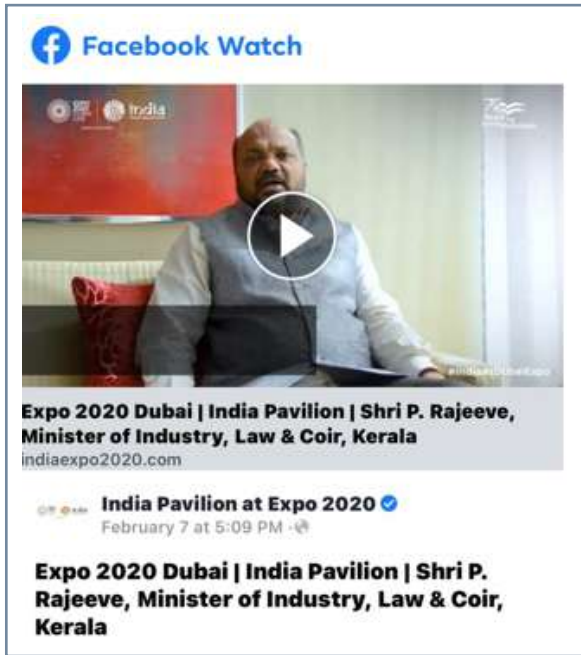 Facebook Watch
India
Expo 2020 Dubai | India Pavilion | Shri P. Rajeeve,
Minister of Industry, Law & Coir, Kerala
indiaexpo2020.com
India Pavilion at Expo 2020
February 7 at 5:09 PM ·
Expo 2020 Dubai | India Pavilion | Shri P.
Rajeeve, Minister of Industry, Law & Coir,
Kerala